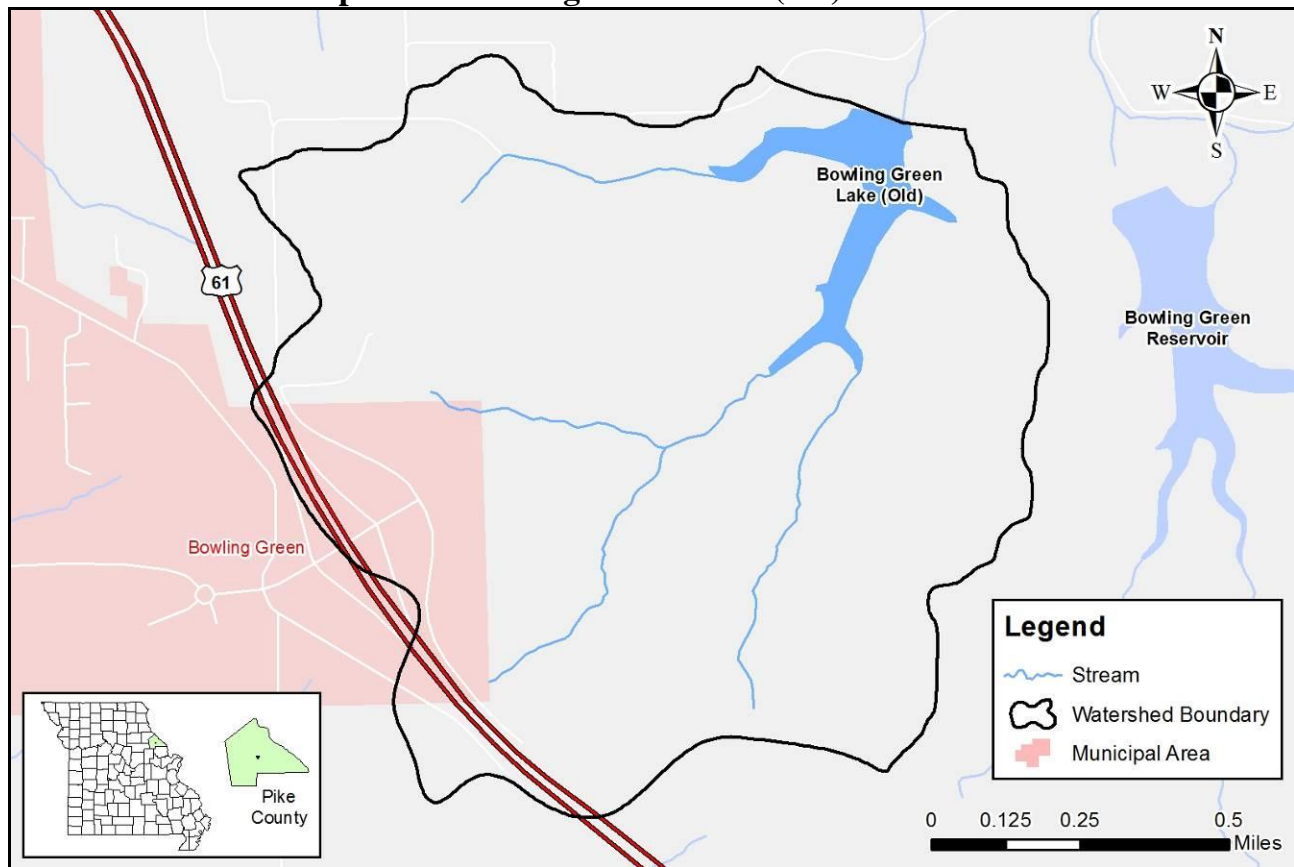 N
W E
S
Bowling Green
Lake (Old)
61
Bowling Green
Reservoir
Bowling Green
Legend
Stream
Watershed Boundary
Municipal Area
Pike
County
0 0.125 0.25 0.5
Miles